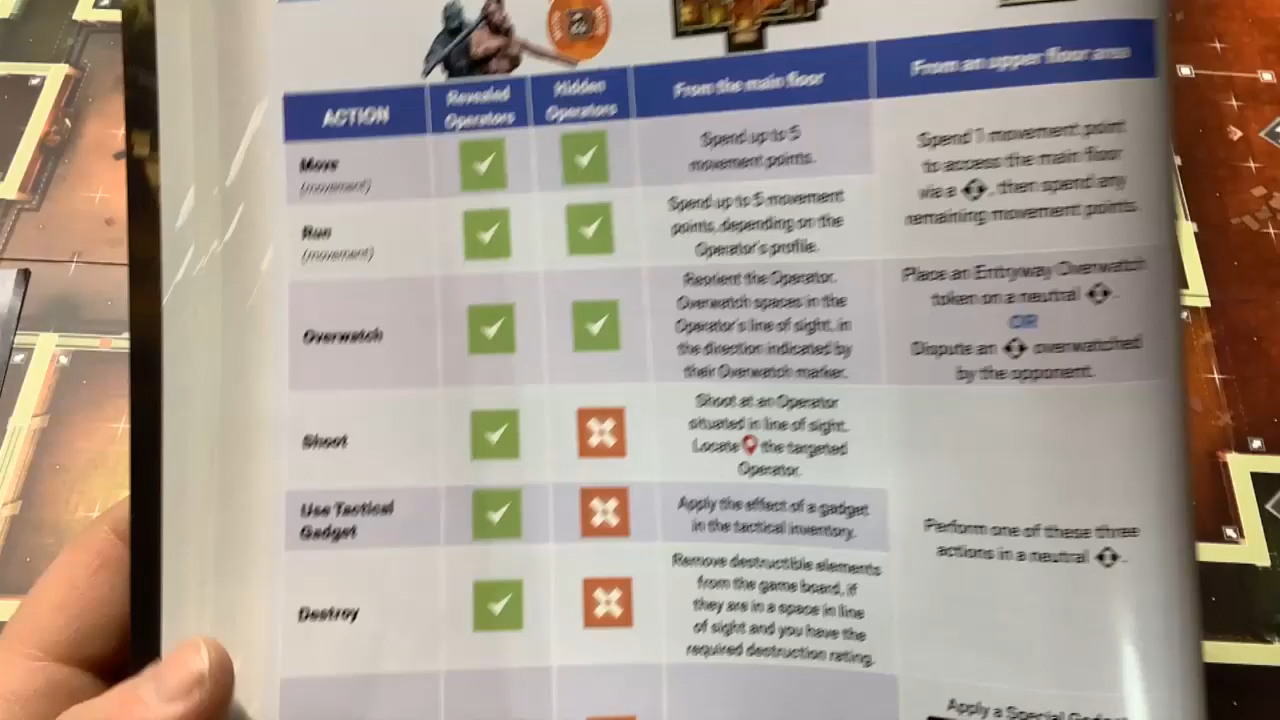 ACTION
Revealed
Operators
Hidden
Operators
From the main floor
From an upper floor area
Move
(movement)
Spend up to 5
movement points.
Spend 1 movement point
to access the main floor
via a , then spend any
remaining movement points.
Run
(movement)
Spend up to 5 movement
points, depending on the
Operator's profile.
Overwatch
Reorient the Operator.
Overwatch spaces in the
Operator's line of sight, in
the direction indicated by
their Overwatch marker.
Place an Entryway Overwatch
token on a neutral .
OR
Dispute an overwatched
by the opponent.
Shoot
Shoot at an Operator
situated in line of sight.
Locate the targeted
Operator.
Use Tactical
Gadget
Apply the effect of a gadget
in the tactical inventory.
Perform one of these three
actions in a neutral .
Destroy
Remove destructible elements
from the game board, if
they are in a space in line
of sight and you have the
required destruction rating.
Apply a Special